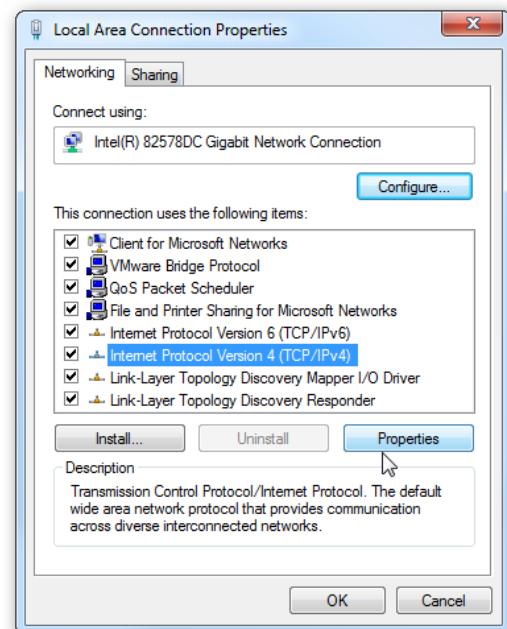 Local Area Connection Properties
Networking
Sharing
Connect using:
Intel(R) 82578DC Gigabit Network Connection
Configure...
This connection uses the following items:
Client for Microsoft Networks
VMware Bridge Protocol
QoS Packet Scheduler
File and Printer Sharing for Microsoft Networks
Internet Protocol Version 6 (TCP/IPv6)
Internet Protocol Version 4 (TCP/IPv4)
Link-Layer Topology Discovery Mapper I/O Driver
Link-Layer Topology Discovery Responder
Install...
Uninstall
Properties
Description
Transmission Control Protocol/Internet Protocol. The default
wide area network protocol that provides communication
across diverse interconnected networks.
OK
Cancel